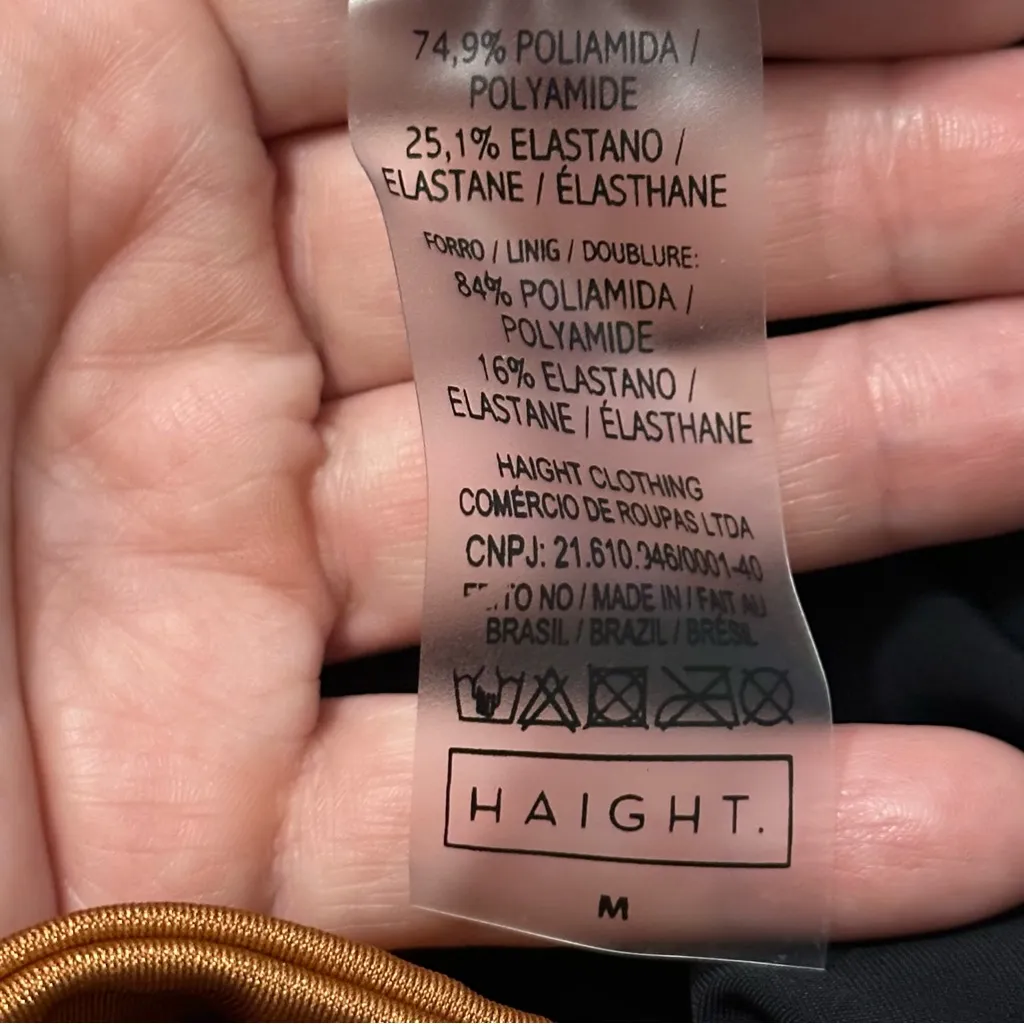 74,9% POLIAMIDA /
POLYAMIDE
25,1% ELASTANO /
ELASTANE / ÉLASTHANE
FORRO / LINIG / DOUBLURE:
84% POLIAMIDA /
POLYAMIDE
16% ELASTANO /
ELASTANE / ÉLASTHANE
HAIGHT CLOTHING
COMÉRCIO DE ROUPAS LTDA
CNPJ: 21.610.946/0001-40
NO / MADE IN / FAIT AU
BRASIL / BRAZIL / BRÉSIL
HAIGHT.
M